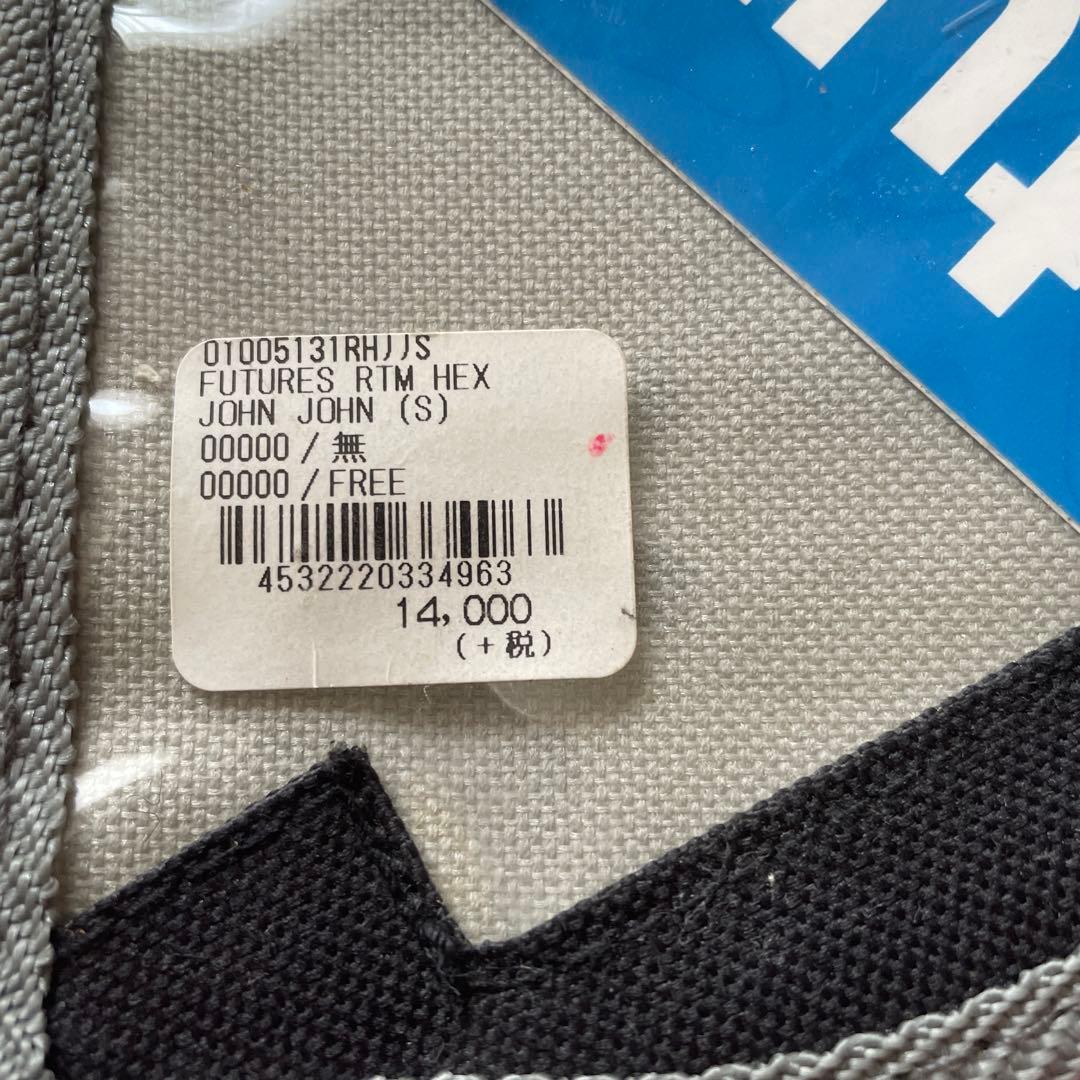 01005131RHJJS
FUTURES RTM HEX
JOHN JOHN (S)
00000 / 無
00000 / FREE
4532220334963
14,000
(+税)